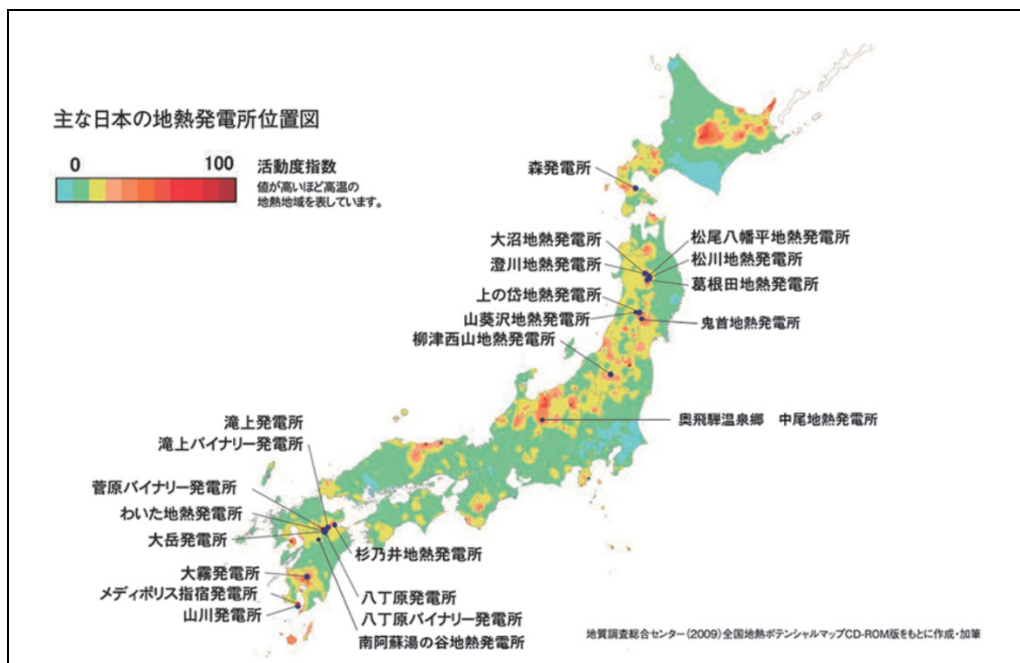 主な日本の地熱発電所位置図
0 100
活動度指数
値が高いほど高温の
地熱地域を表しています。
森発電所
大沼地熱発電所
澄川地熱発電所
上の岱地熱発電所
山葵沢地熱発電所
柳津西山地熱発電所
松尾八幡平地熱発電所
松川地熱発電所
葛根田地熱発電所
鬼首地熱発電所
奥飛騨温泉郷 中尾地熱発電所
滝上発電所
滝上バイナリー発電所
菅原バイナリー発電所
わいた地熱発電所
大岳発電所
杉乃井地熱発電所
大霧発電所
メディポリス指宿発電所
山川発電所
八丁原発電所
八丁原バイナリー発電所
南阿蘇湯の谷地熱発電所
地質調査総合センター(2009)全国地熱ポテンシャルマップCD-ROM版をもとに作成・加筆